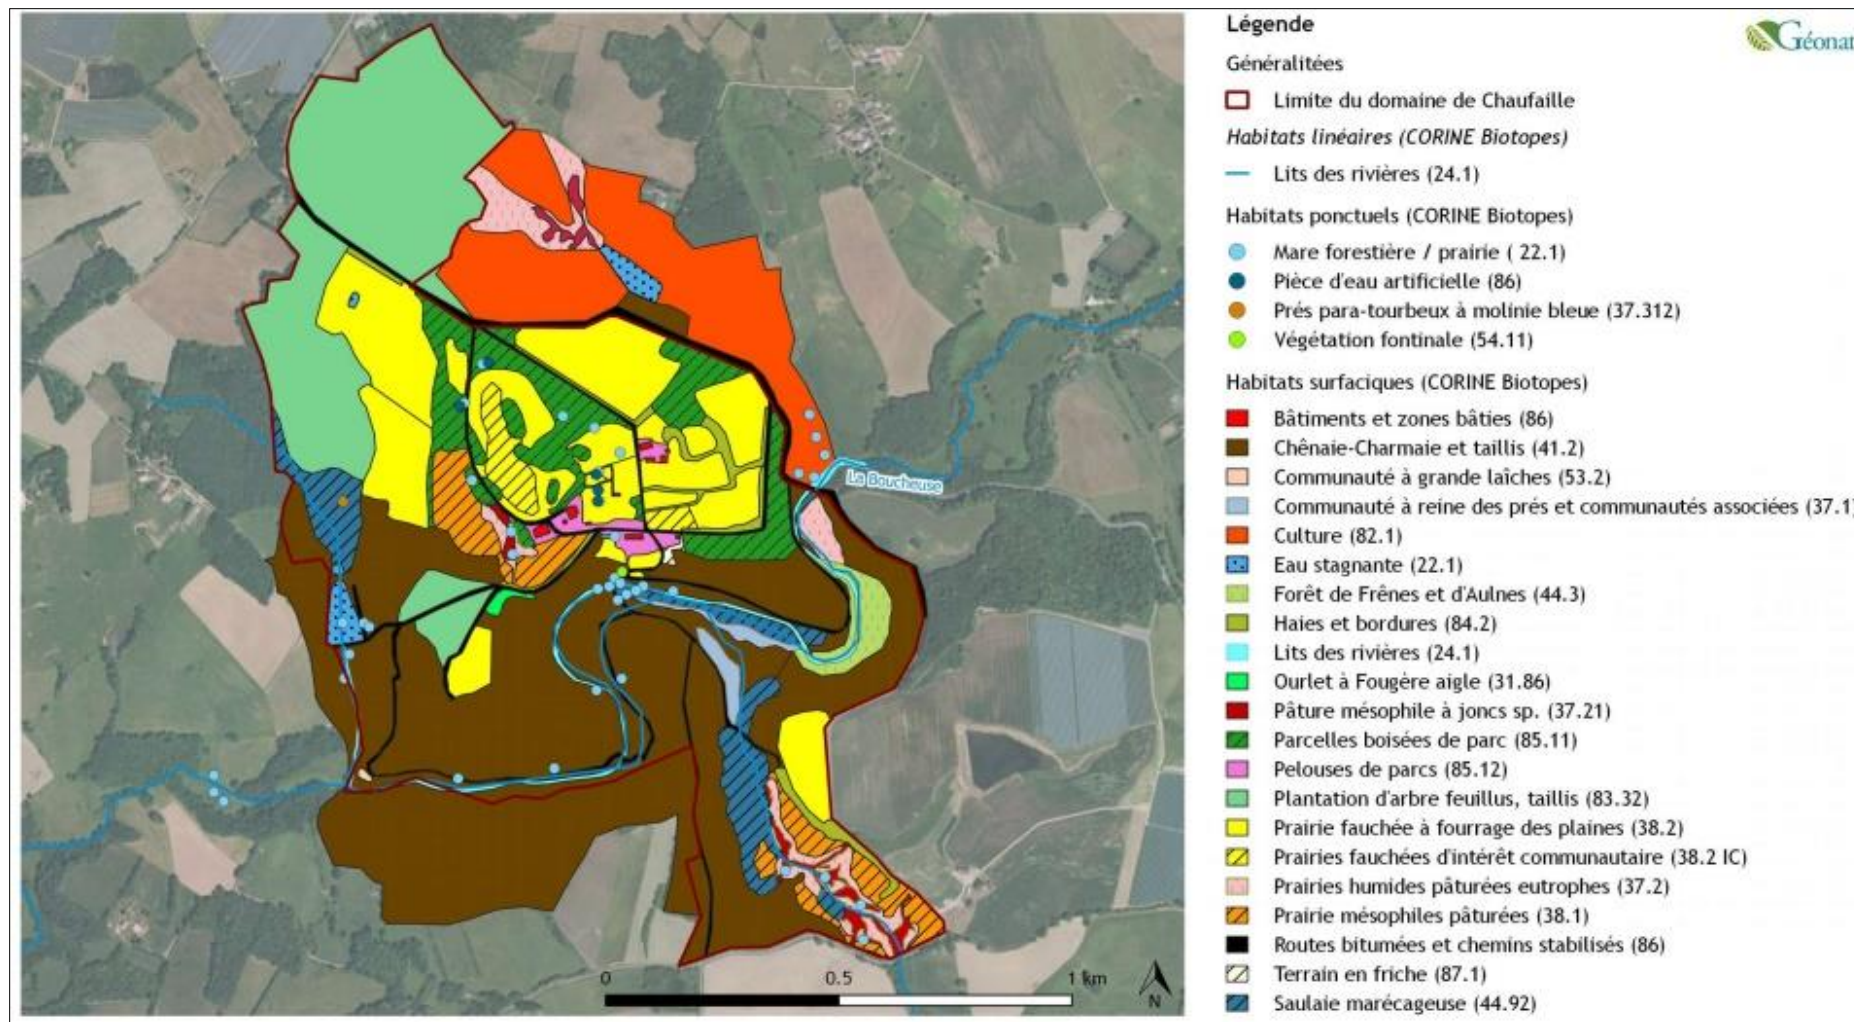 La Boucheuse
0 0.5 1 km
N
Légende
Géonat
Généralitées
Limite du domaine de Chaufaille
Habitats linéaires (CORINE Biotopes)
Lits des rivières (24.1)
Habitats ponctuels (CORINE Biotopes)
Mare forestière / prairie ( 22.1)
Pièce d'eau artificielle (86)
Prés para-tourbeux à molinie bleue (37.312)
Végétation fontinale (54.11)
Habitats surfaciques (CORINE Biotopes)
Bâtiments et zones bâties (86)
Chênaie-Charmaie et taillis (41.2)
Communauté à grande laîches (53.2)
Communauté à reine des prés et communautés associées (37.1)
Culture (82.1)
Eau stagnante (22.1)
Forêt de Frênes et d'Aulnes (44.3)
Haies et bordures (84.2)
Lits des rivières (24.1)
Ourlet à Fougère aigle (31.86)
Pâture mésophile à joncs sp. (37.21)
Parcelles boisées de parc (85.11)
Pelouses de parcs (85.12)
Plantation d'arbre feuillus, taillis (83.32)
Prairie fauchée à fourrage des plaines (38.2)
Prairies fauchées d'intérêt communautaire (38.2 IC)
Prairies humides pâturées eutrophes (37.2)
Prairie mésophiles pâturées (38.1)
Routes bitumées et chemins stabilisés (86)
Terrain en friche (87.1)
Saulaie marécageuse (44.92)